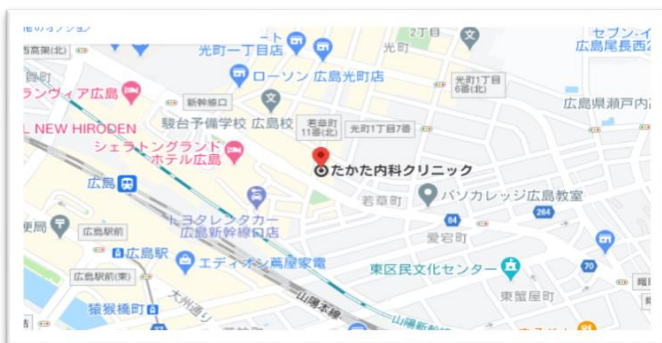 光町一丁目店
2丁目
光町
セブン-イ
広島尾長西2
ローソン 広島光町店
光町1丁目
6番(北)
ランヴィア広島
新幹線口
広島県瀬戸内
駿台予備学校 広島校
若草町
11番(北)
光町1丁目7番
L NEW HIRODEN
シェラトングランド
ホテル広島
たかた内科クリニック
広島
若草町
パソカレッジ広島教室
84
264
トヨタレンタカー
広島新幹線口店
愛宕町
便局
広島駅前
広島駅
エディオン蔦屋家電
東区民文化センター
70
広島駅前(東)
東蟹屋町
猿猴橋町
大州通り
山陽本線
山陽新幹線
37